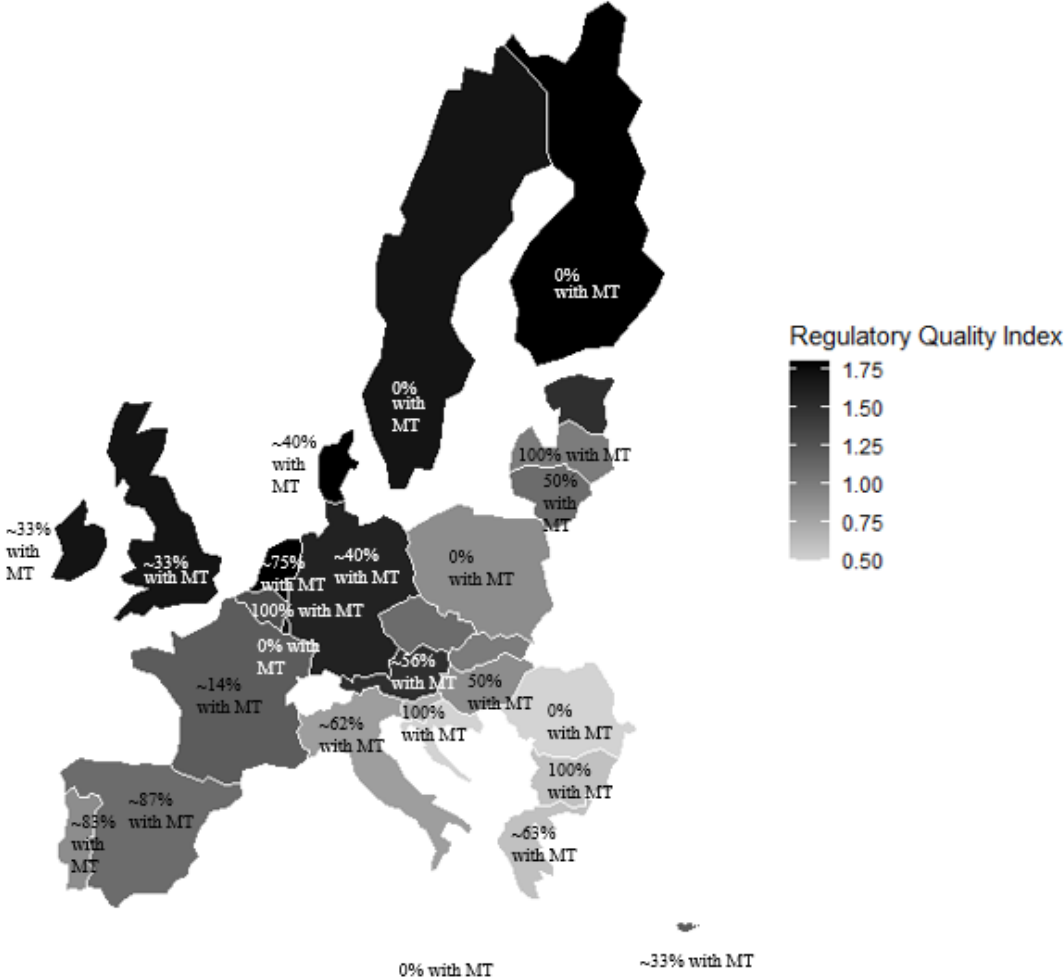 0%
with MT
Regulatory Quality Index
1.75
1.50
1.25
1.00
0.75
0.50
0%
with
MT
~40%
with
MT
100% with MT
50%
with
MT
~33%
with
MT
~33%
with MT
~75%
with MT
~40%
with MT
0%
with MT
100% with MT
0% with
MT
~56%
with MT
~14%
with MT
50%
with MT
100%
with MT
~62%
with MT
0%
with MT
100%
with MT
~87%
with MT
~83%
with
MT
~63%
with MT
~33% with MT
0% with MT